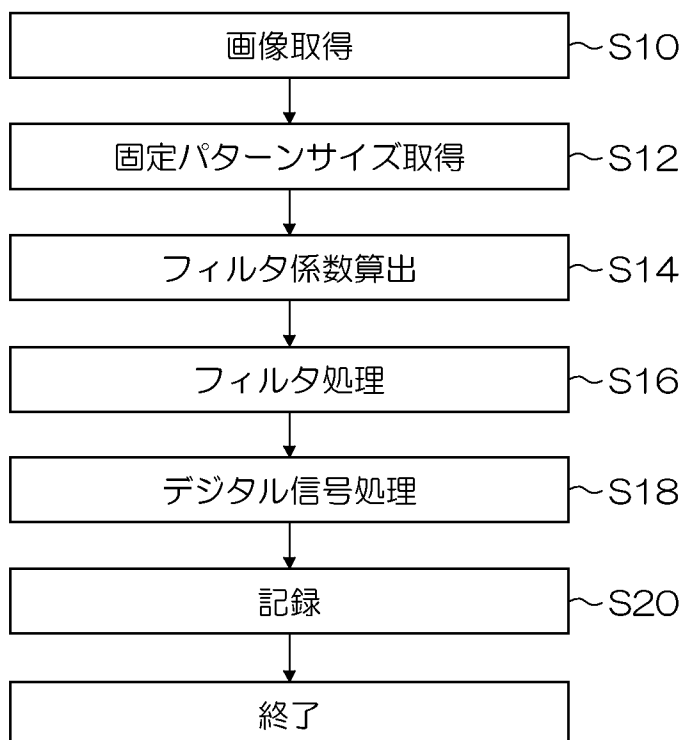 画像取得 S10
固定パターンサイズ取得 S12
フィルタ係数算出 S14
フィルタ処理 S16
デジタル信号処理 S18
記録 S20
終了